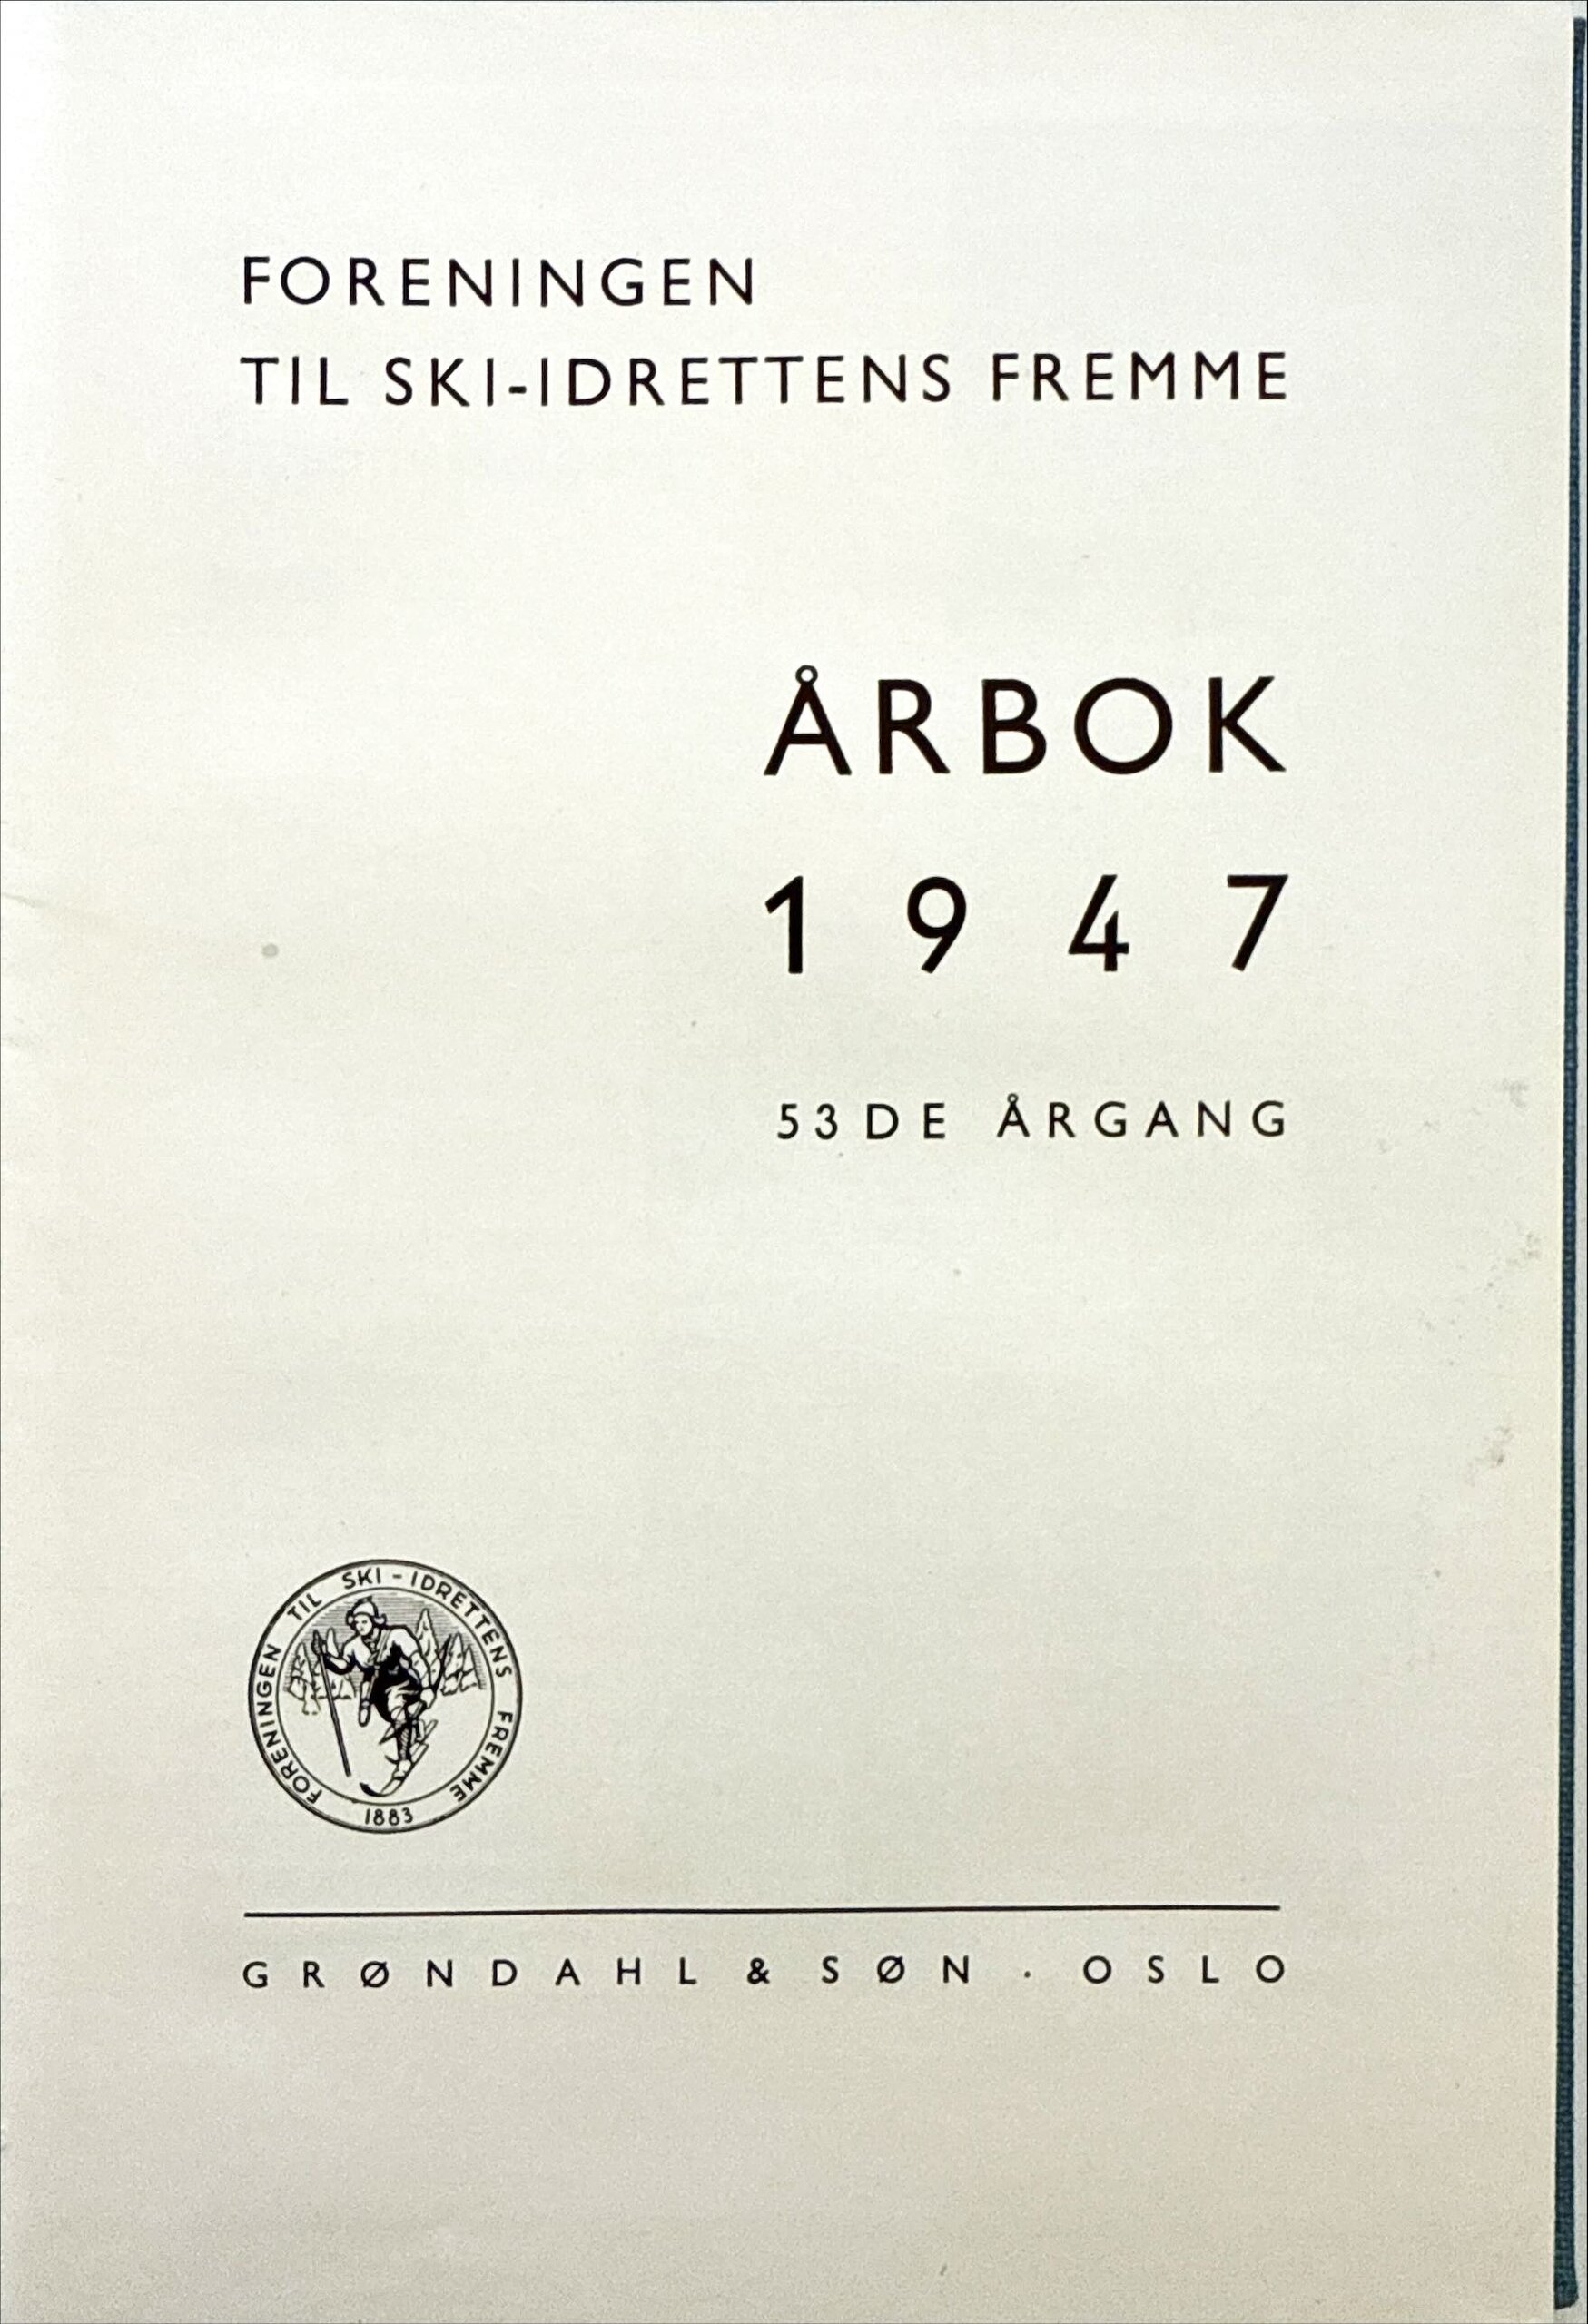 FORENINGEN
TIL SKI-IDRETTENS FREMME
ÅRBOK
1947
53DE ÅRGANG
FORENINGEN TIL SKI-IDRETTENS FREMME
1883
GRØNDAHL & SØN · OSLO